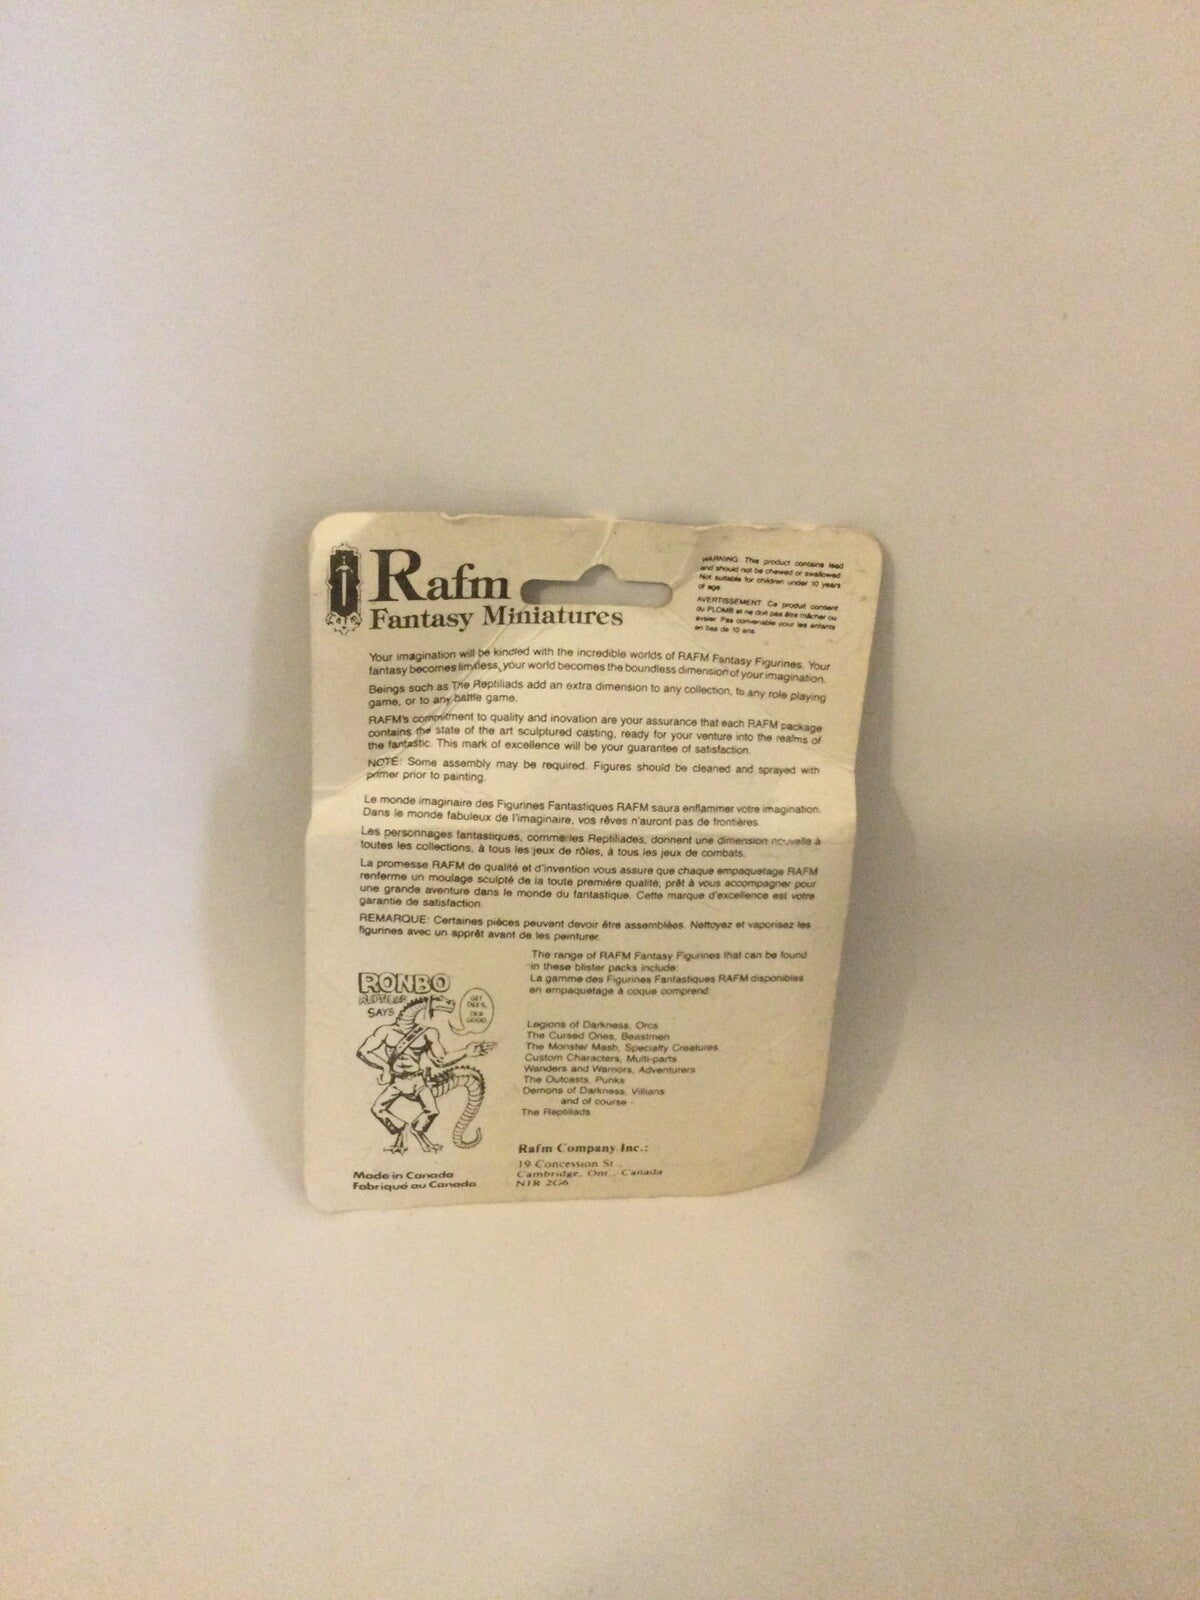 Rafm
Fantasy Miniatures
WARNING: This product contains lead
and should not be chewed or swallowed
Not suitable for children under 10 years
of age
AVERTISSEMENT Ce produit contient
du PLOMB et ne doit pas être mâcher ou
avaler. Pas convenable pour les enfants
en bas de 10 ans
Your imagination will be kindled with the incredible worlds of RAFM Fantasy Figurines. Your
fantasy becomes limitless, your world becomes the boundless dimension of your imagination.
Beings such as The Reptiliads add an extra dimension to any collection, to any role playing
game, or to any battle game.
RAFM's commitment to quality and inovation are your assurance that each RAFM package
contains the state of the art sculptured casting, ready for your venture into the realms of
the fantastic. This mark of excellence will be your guarantee of satisfaction.
NOTE: Some assembly may be required. Figures should be cleaned and sprayed with
primer prior to painting.
Le monde imaginaire des Figurines Fantastiques RAFM saura enflammer votre imagination.
Dans le monde fabuleux de l'imaginaire, vos rêves n'auront pas de frontières.
Les personnages fantastiques, comme les Reptiliades, donnent une dimension nouvelle à
toutes les collections, à tous les jeux de rôles, à tous les jeux de combats.
La promesse RAFM de qualité et d'invention vous assure que chaque empaquetage RAFM
renferme un moulage sculpté de la toute première qualité, prêt à vous accompagner pour
une grande aventure dans le monde du fantastique. Cette marque d'excellence est votre
garantie de satisfaction.
REMARQUE: Certaines pièces peuvent devoir être assemblées. Nettoyez et vaporisez les
figurines avec un apprêt avant de les peinturer.
The range of RAFM Fantasy Figurines that can be found
in these blister packs include:
La gamme des Figurines Fantastiques RAFM disponibles
en empaquetage à coque comprend:
RONBO
REPTILIAD
SAYS
GET
DEES,
GOOD
Legions of Darkness, Orcs
The Cursed Ones, Beastmen
The Monster Mash, Specialty Creatures
Custom Characters, Multi-parts
Wanders and Warriors, Adventurers
The Outcasts, Punks
Demons of Darkness, Villians
and of course -
The Reptiliads
Rafm Company Inc.:
19 Concession St.,
Cambridge, Ont., Canada
N1R 2G6
Made in Canada
Fabriqué au Canada